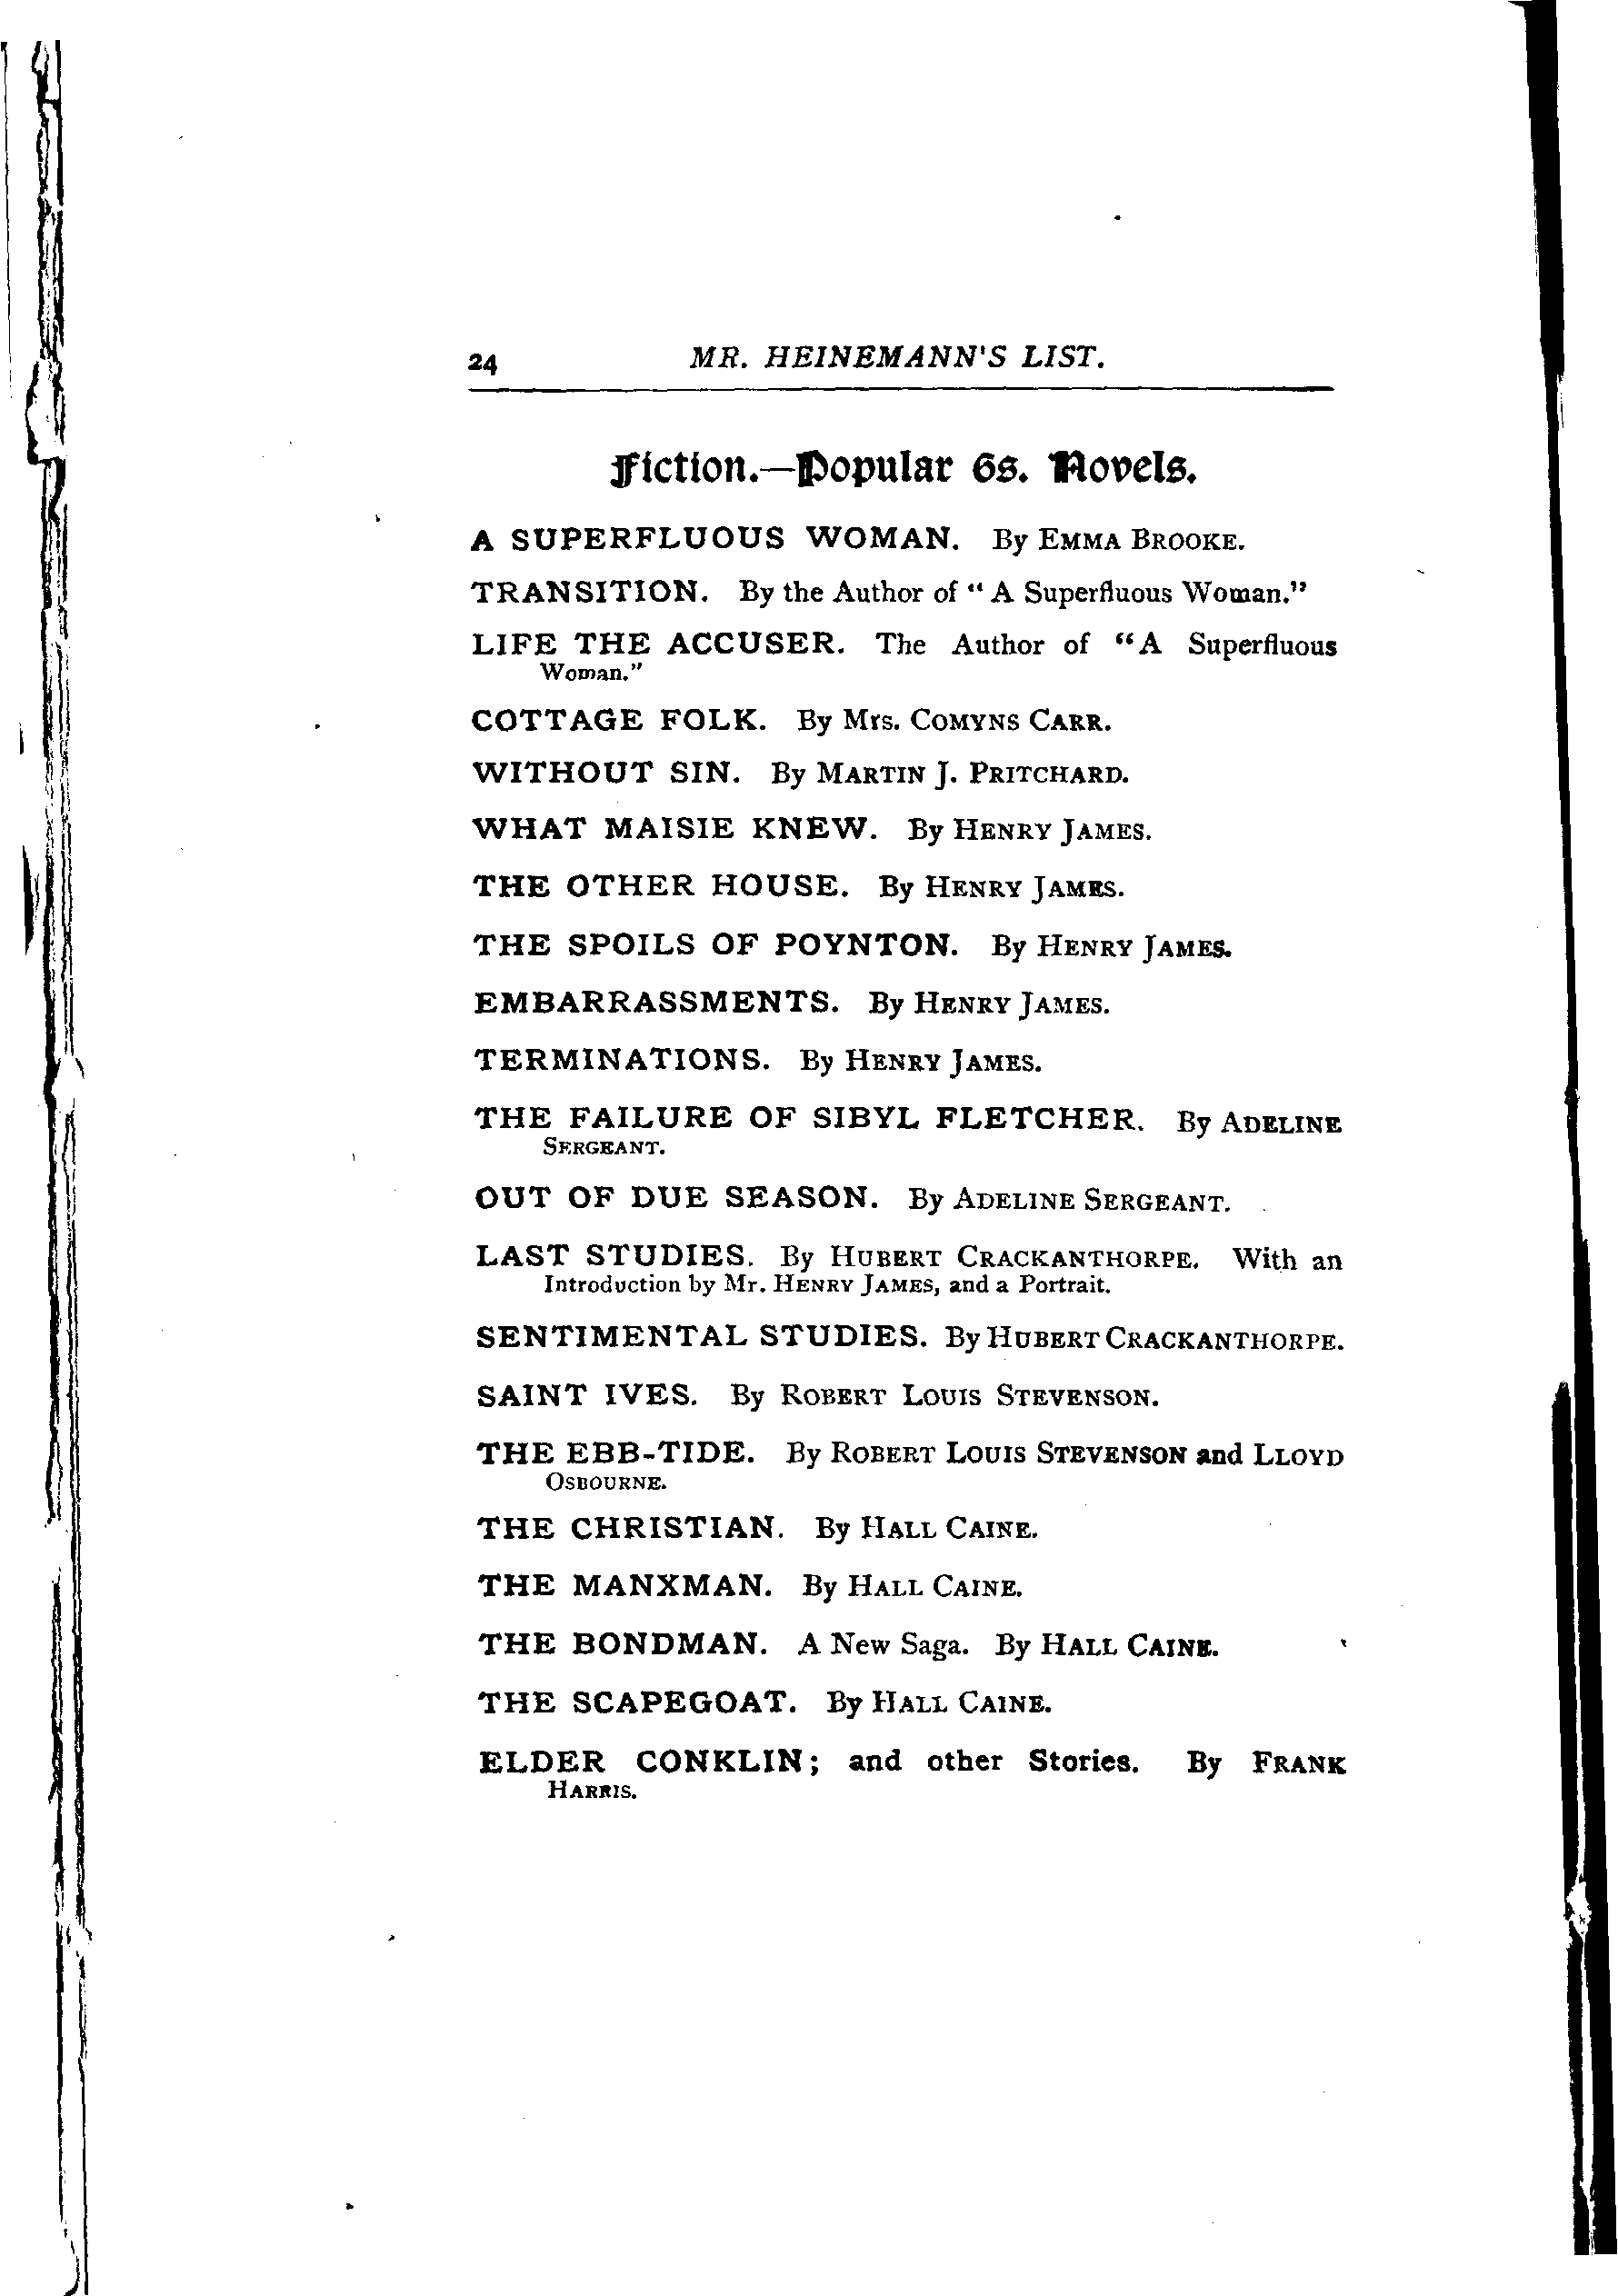 24 MR. HEINEMANN'S LIST.
Fiction.—Popular 6s. Novels.
A SUPERFLUOUS WOMAN. By EMMA BROOKE.
TRANSITION. By the Author of "A Superfluous Woman."
LIFE THE ACCUSER. The Author of "A Superfluous
Woman."
COTTAGE FOLK. By Mrs. COMYNS CARR.
WITHOUT SIN. By MARTIN J. PRITCHARD.
WHAT MAISIE KNEW. By HENRY JAMES.
THE OTHER HOUSE. By HENRY JAMES.
THE SPOILS OF POYNTON. By HENRY JAMES.
EMBARRASSMENTS. By HENRY JAMES.
TERMINATIONS. By HENRY JAMES.
THE FAILURE OF SIBYL FLETCHER. By ADELINE
SERGEANT.
OUT OF DUE SEASON. By ADELINE SERGEANT.
LAST STUDIES. By HUBERT CRACKANTHORPE. With an
Introduction by Mr. HENRY JAMES, and a Portrait.
SENTIMENTAL STUDIES. By HUBERT CRACKANTHORPE.
SAINT IVES. By ROBERT LOUIS STEVENSON.
THE EBB-TIDE. By ROBERT LOUIS STEVENSON and LLOYD
OSBOURNE.
THE CHRISTIAN. By HALL CAINE.
THE MANXMAN. By HALL CAINE.
THE BONDMAN. A New Saga. By HALL CAINE.
THE SCAPEGOAT. By HALL CAINE.
ELDER CONKLIN; and other Stories. By FRANK
HARRIS.